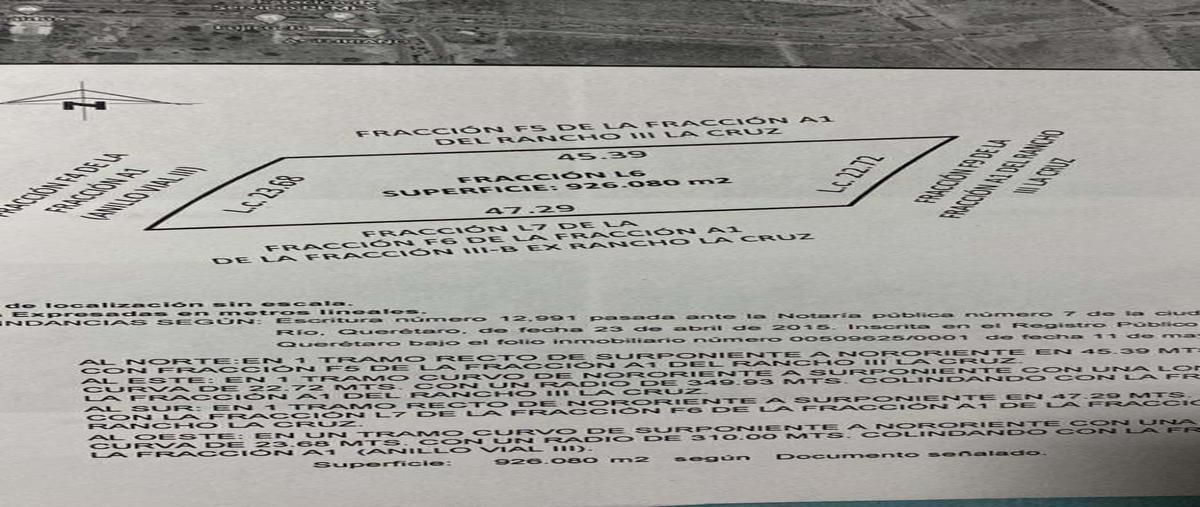 N
FRACCIÓN F5 DE LA FRACCIÓN A1
DEL RANCHO III LA CRUZ
45.39
FRACCIÓN F4 DE LA
FRACCIÓN A1
(ANILLO VIAL III)
L.C. 23.68
FRACCIÓN L6
SUPERFICIE: 926.080 m2
L.C. 22.72
FRACCIÓN F9 DE LA
FRACCIÓN A1 DEL RANCHO
III LA CRUZ
47.29
FRACCIÓN L7 DE LA
FRACCIÓN F6 DE LA FRACCIÓN A1
DE LA FRACCIÓN III-B EX RANCHO LA CRUZ
de localización sin escala.
Expresadas en metros lineales.
INDANCIAS SEGÚN: Escritura número 12,991 pasada ante la Notaría pública número 7 de la ciud
Río, Querétaro, de fecha 23 de abril de 2015. Inscrita en el Registro Público
Querétaro bajo el folio inmobiliario número 00509625/0001 de fecha 11 de ma
AL NORTE: EN 1 TRAMO RECTO DE SURPONIENTE A NORORIENTE EN 45.39 MT
CON FRACCIÓN F5 DE LA FRACCIÓN A1 DEL RANCHO III LA CRUZ.
AL ESTE: EN 1 TRAMO CURVO DE NORORIENTE A SURPONIENTE CON UNA LON
CURVA DE 22.72 MTS. CON UN RADIO DE 349.93 MTS. COLINDANDO CON LA FR
LA FRACCIÓN A1 DEL RANCHO III LA CRUZ.
AL SUR: EN 1 TRAMO RECTO DE NORORIENTE A SURPONIENTE EN 47.29 MTS.
CON LA FRACCIÓN L7 DE LA FRACCIÓN F6 DE LA FRACCIÓN A1 DE LA FRACCIÓ
RANCHO LA CRUZ.
AL OESTE: EN UN TRAMO CURVO DE SURPONIENTE A NORORIENTE CON UNA
CURVA DE 23.68 MTS. CON UN RADIO DE 310.00 MTS. COLINDANDO CON LA FR
LA FRACCIÓN A1 (ANILLO VIAL III).
Superficie: 926.080 m2 según Documento señalado.